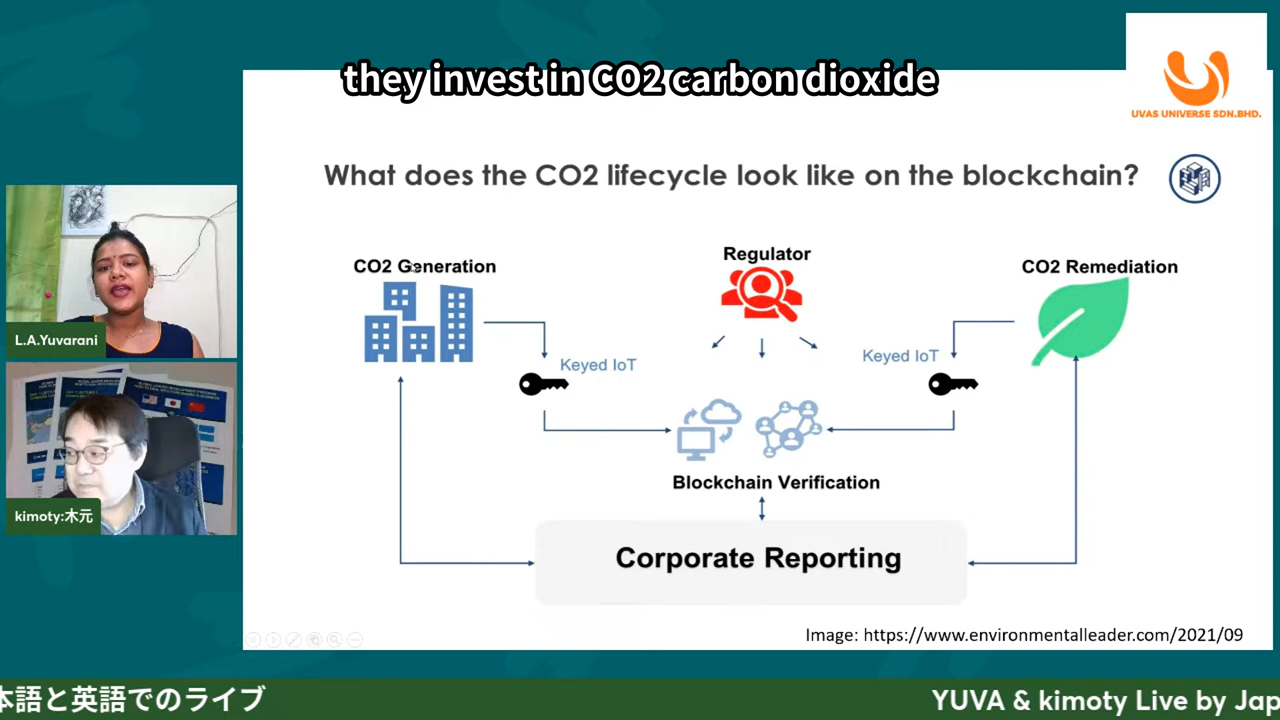 they invest in CO2 carbon dioxide
UVAS UNIVERSE SDN.BHD.
What does the CO2 lifecycle look like on the blockchain?
CO2 Generation
Regulator
CO2 Remediation
Keyed IoT
Keyed IoT
Blockchain Verification
Corporate Reporting
Image: https://www.environmentalleader.com/2021/09
L.A.Yuvarani
kimoty:木元
本語と英語でのライブ
YUVA & kimoty Live by Jap